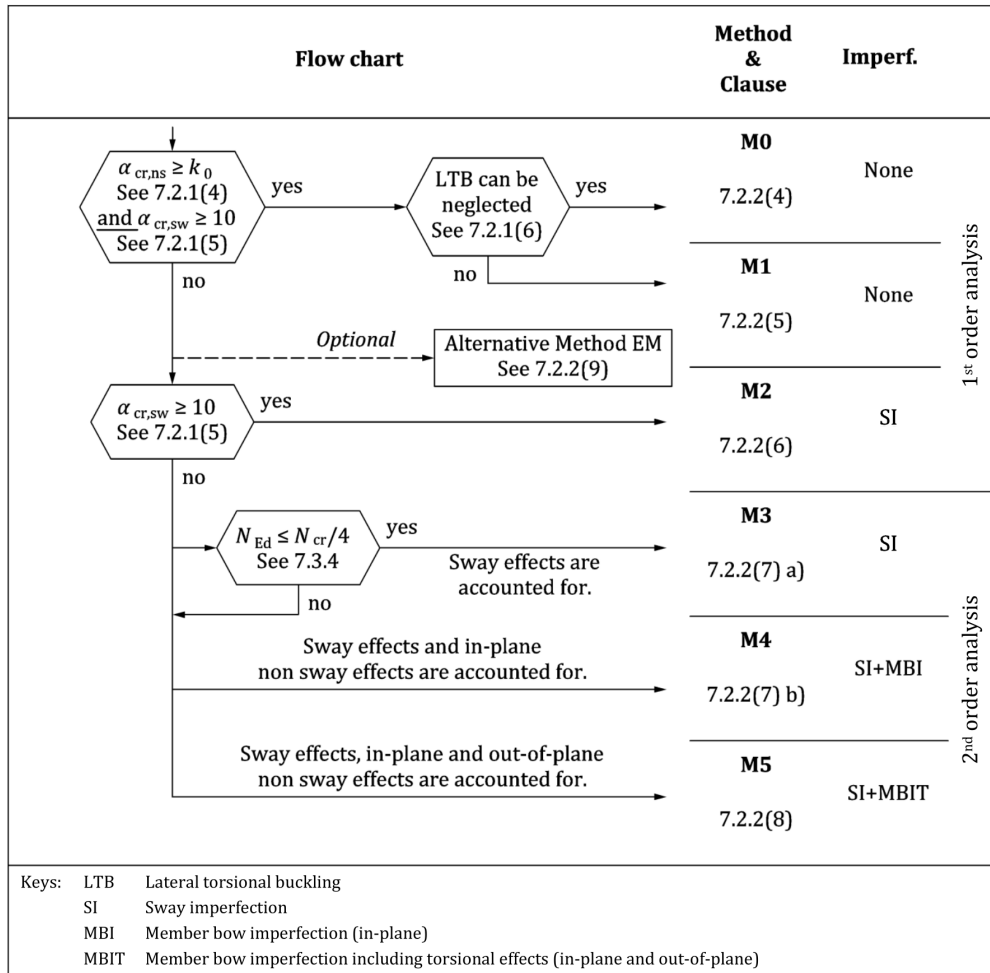 Flow chart
Method
&
Clause
Imperf.
α cr,ns ≥ k 0
See 7.2.1(4)
and α cr,sw ≥ 10
See 7.2.1(5)
yes
LTB can be
neglected
See 7.2.1(6)
yes
M0
7.2.2(4)
None
no
no
M1
7.2.2(5)
None
Optional
Alternative Method EM
See 7.2.2(9)
1st order analysis
α cr,sw ≥ 10
See 7.2.1(5)
yes
M2
7.2.2(6)
SI
no
N Ed ≤ N cr/4
See 7.3.4
yes
Sway effects are
accounted for.
M3
7.2.2(7) a)
SI
no
Sway effects and in-plane
non sway effects are accounted for.
M4
7.2.2(7) b)
SI+MBI
2nd order analysis
Sway effects, in-plane and out-of-plane
non sway effects are accounted for.
M5
7.2.2(8)
SI+MBIT
Keys: LTB Lateral torsional buckling
SI Sway imperfection
MBI Member bow imperfection (in-plane)
MBIT Member bow imperfection including torsional effects (in-plane and out-of-plane)